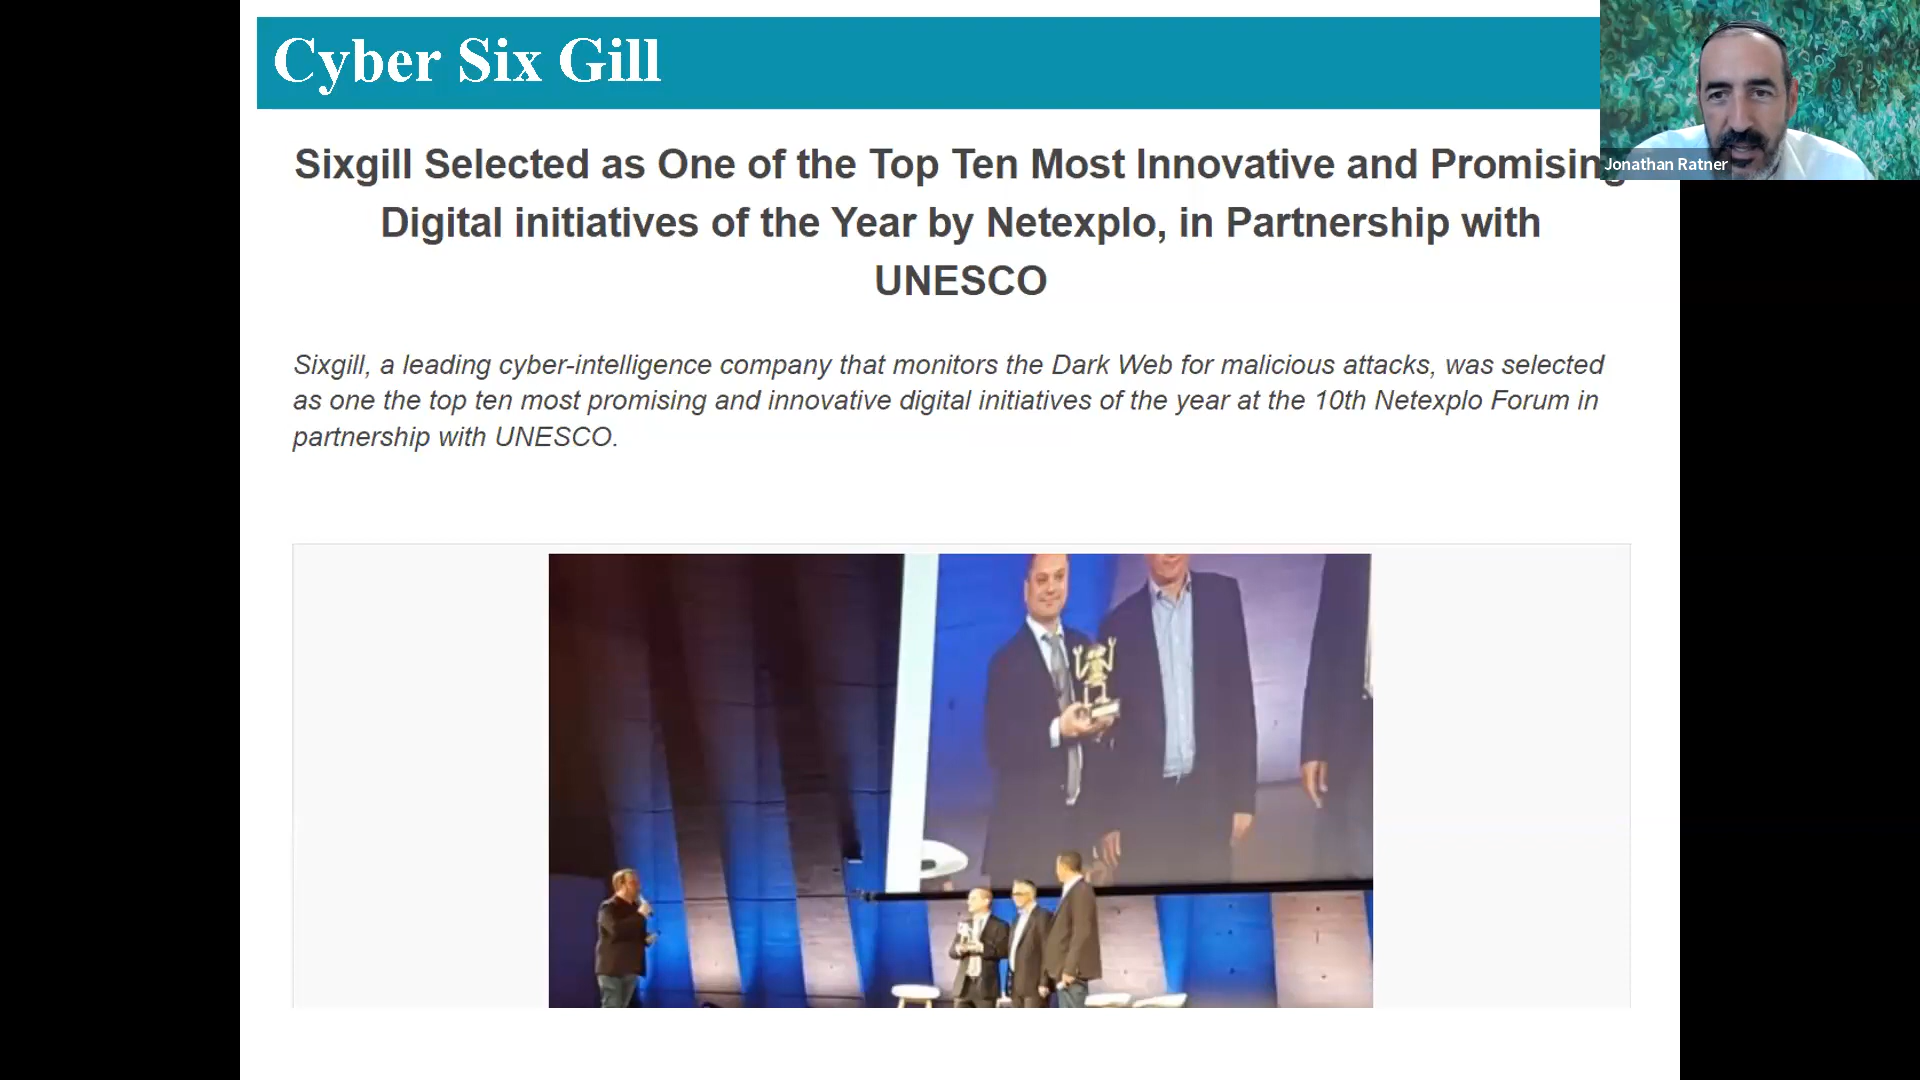 Cyber Six Gill
Jonathan Ratner
Sixgill Selected as One of the Top Ten Most Innovative and Promising
Digital initiatives of the Year by Netexplo, in Partnership with
UNESCO
Sixgill, a leading cyber-intelligence company that monitors the Dark Web for malicious attacks, was selected
as one the top ten most promising and innovative digital initiatives of the year at the 10th Netexplo Forum in
partnership with UNESCO.